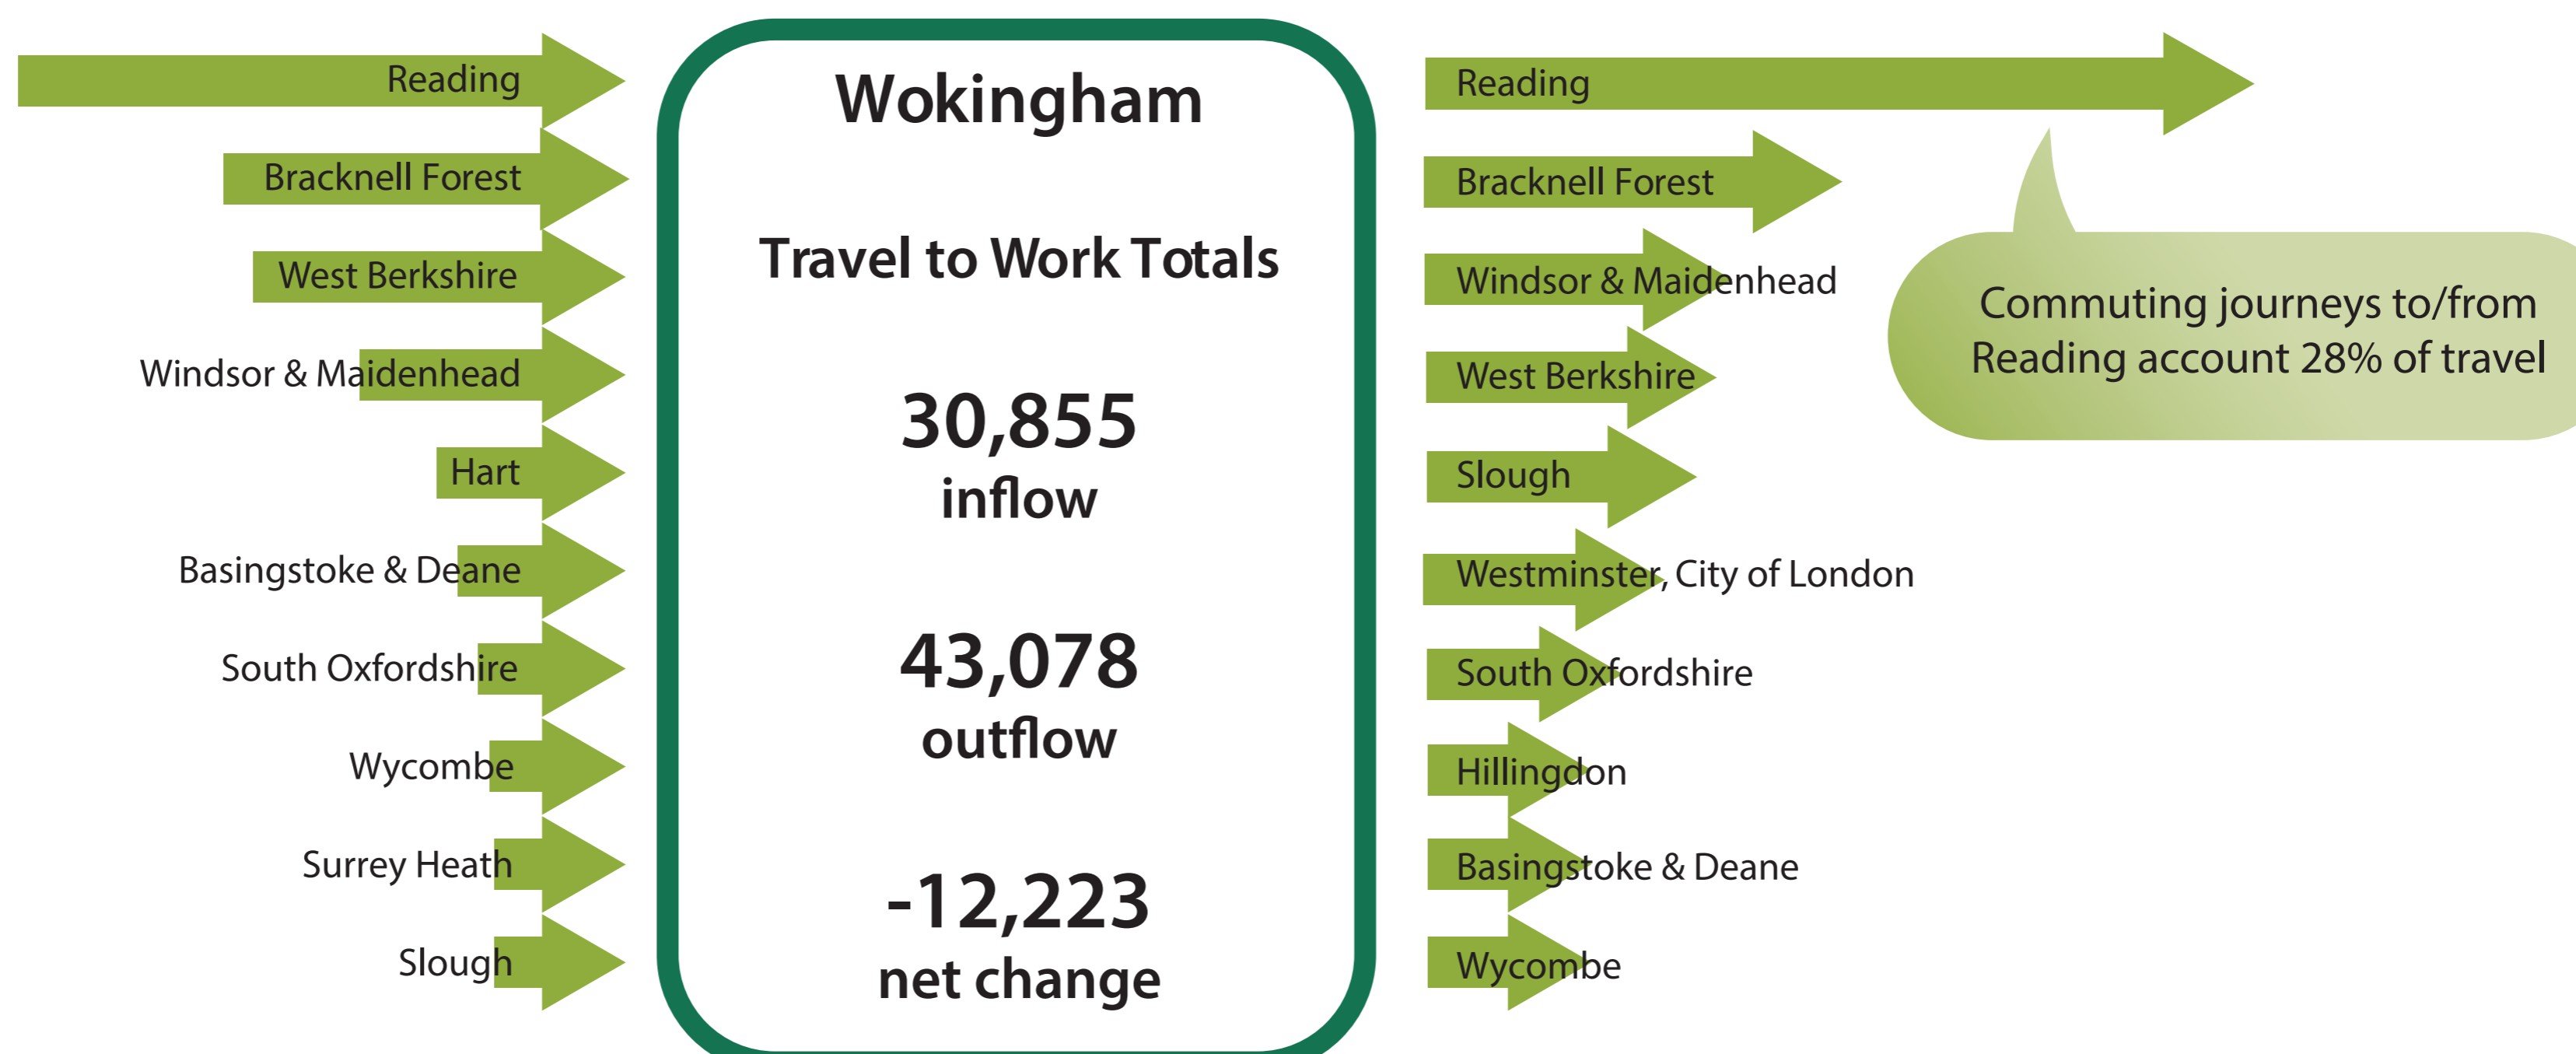 Reading
Bracknell Forest
West Berkshire
Windsor & Maidenhead
Hart
Basingstoke & Deane
South Oxfordshire
Wycombe
Surrey Heath
Slough
Wokingham
Travel to Work Totals
30,855
inflow
43,078
outflow
-12,223
net change
Reading
Bracknell Forest
Windsor & Maidenhead
West Berkshire
Slough
Westminster, City of London
South Oxfordshire
Hillingdon
Basingstoke & Deane
Wycombe
Commuting journeys to/from
Reading account 28% of travel